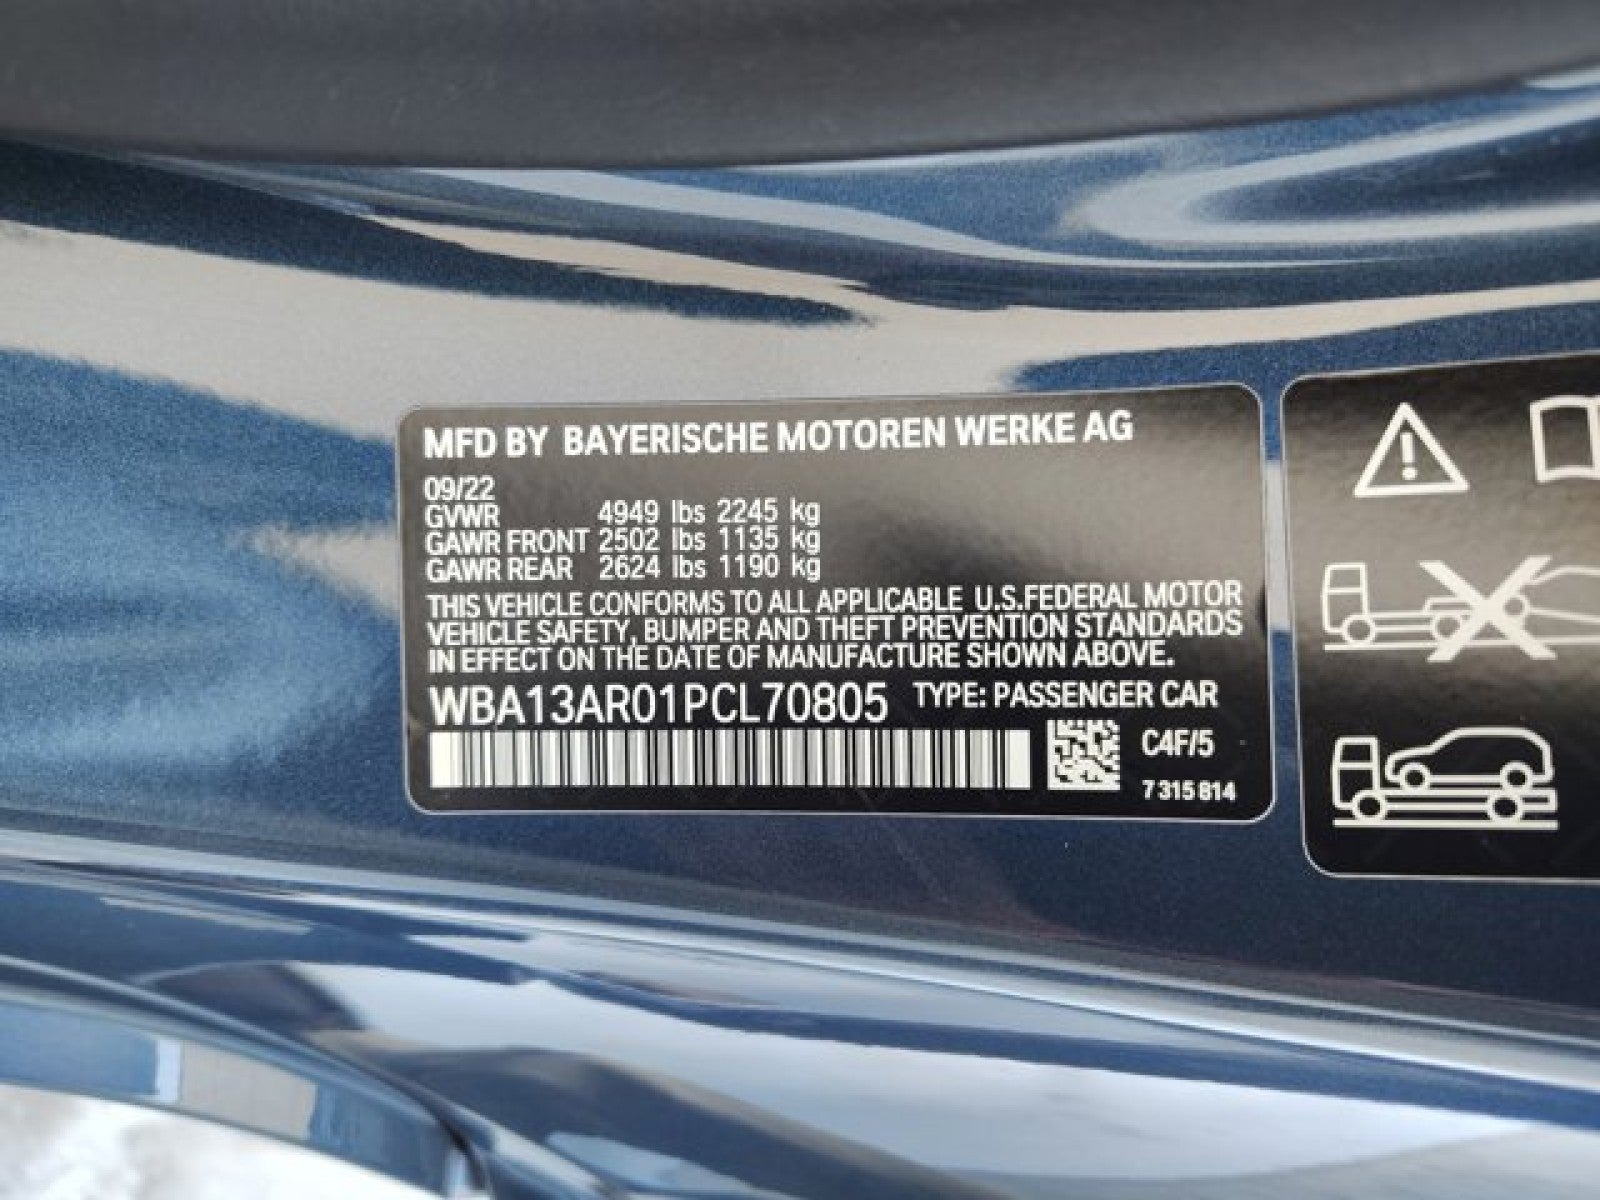 MFD BY BAYERISCHE MOTOREN WERKE AG
09/22
GVWR 4949 lbs 2245 kg
GAWR FRONT 2502 lbs 1135 kg
GAWR REAR 2624 lbs 1190 kg
THIS VEHICLE CONFORMS TO ALL APPLICABLE U.S.FEDERAL MOTOR
VEHICLE SAFETY, BUMPER AND THEFT PREVENTION STANDARDS
IN EFFECT ON THE DATE OF MANUFACTURE SHOWN ABOVE.
WBA13AR01PCL70805 TYPE: PASSENGER CAR
C4F/5
7 315 814